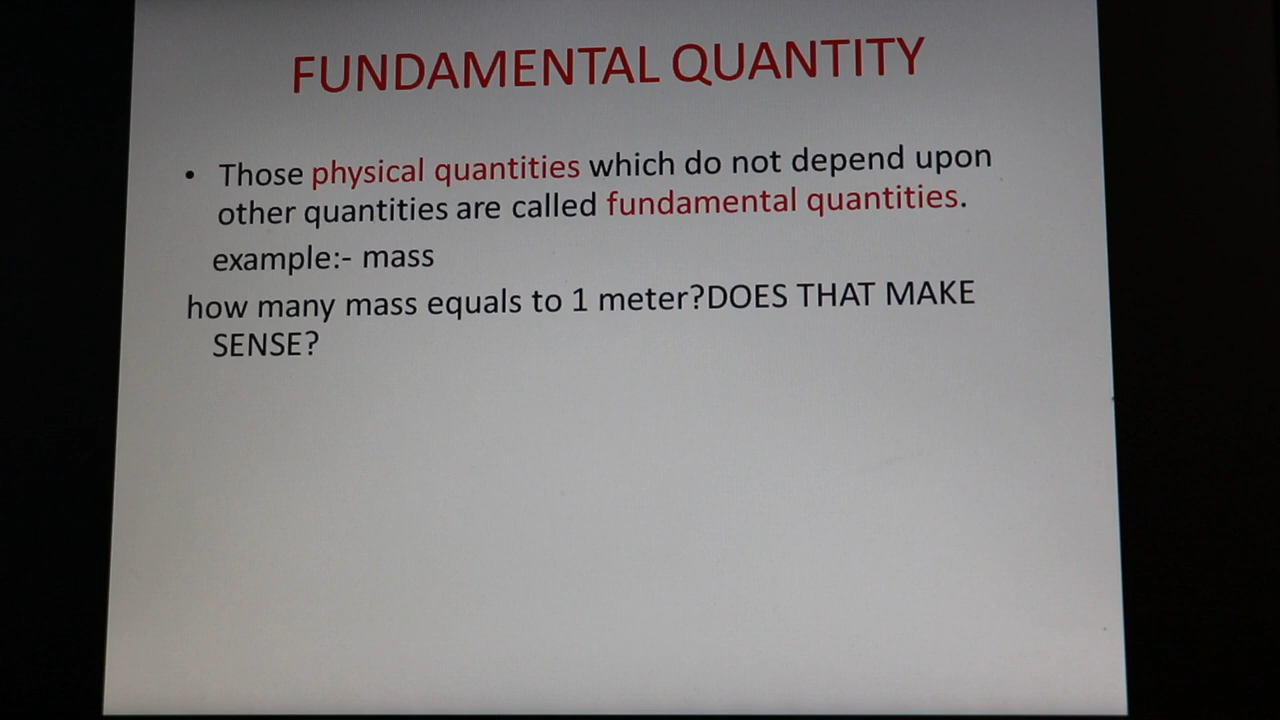 FUNDAMENTAL QUANTITY
• Those physical quantities which do not depend upon
other quantities are called fundamental quantities.
example:- mass
how many mass equals to 1 meter?DOES THAT MAKE
SENSE?